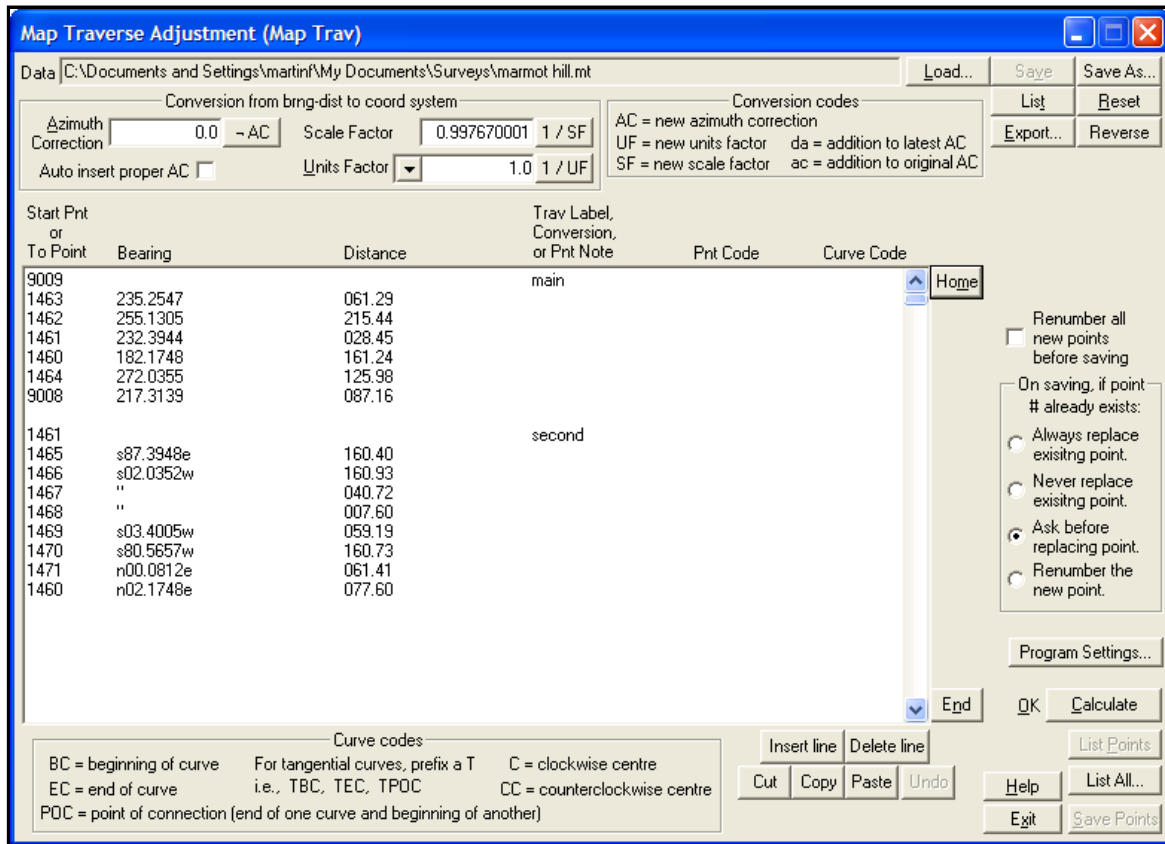 Map Traverse Adjustment (Map Trav)
Data C:\Documents and Settings\martinf\My Documents\Surveys\marmot hill.mt Load... Save Save As...
Conversion from brng-dist to coord system
Azimuth Correction 0.0 ¬ AC Scale Factor 0.997670001 1 / SF
Auto insert proper AC Units Factor 1.0 1 / UF
Conversion codes
AC = new azimuth correction
UF = new units factor da = addition to latest AC
SF = new scale factor ac = addition to original AC
List Reset
Export... Reverse
Start Pnt
or
To Point Bearing Distance
Trav Label,
Conversion,
or Pnt Note Pnt Code Curve Code
9009 main
1463 235.2547 061.29
1462 255.1305 215.44
1461 232.3944 028.45
1460 182.1748 161.24
1464 272.0355 125.98
9008 217.3139 087.16
1461 second
1465 s87.3948e 160.40
1466 s02.0352w 160.93
1467 " 040.72
1468 " 007.60
1469 s03.4005w 059.19
1470 s80.5657w 160.73
1471 n00.0812e 061.41
1460 n02.1748e 077.60
Home
End
Renumber all
new points
before saving
On saving, if point
# already exists:
Always replace
exisitng point.
Never replace
exisitng point.
Ask before
replacing point.
Renumber the
new point.
Program Settings...
OK Calculate
List Points
Help List All...
Exit Save Points
Insert line Delete line
Cut Copy Paste Undo
Curve codes
BC = beginning of curve For tangential curves, prefix a T C = clockwise centre
EC = end of curve i.e., TBC, TEC, TPOC CC = counterclockwise centre
POC = point of connection (end of one curve and beginning of another)